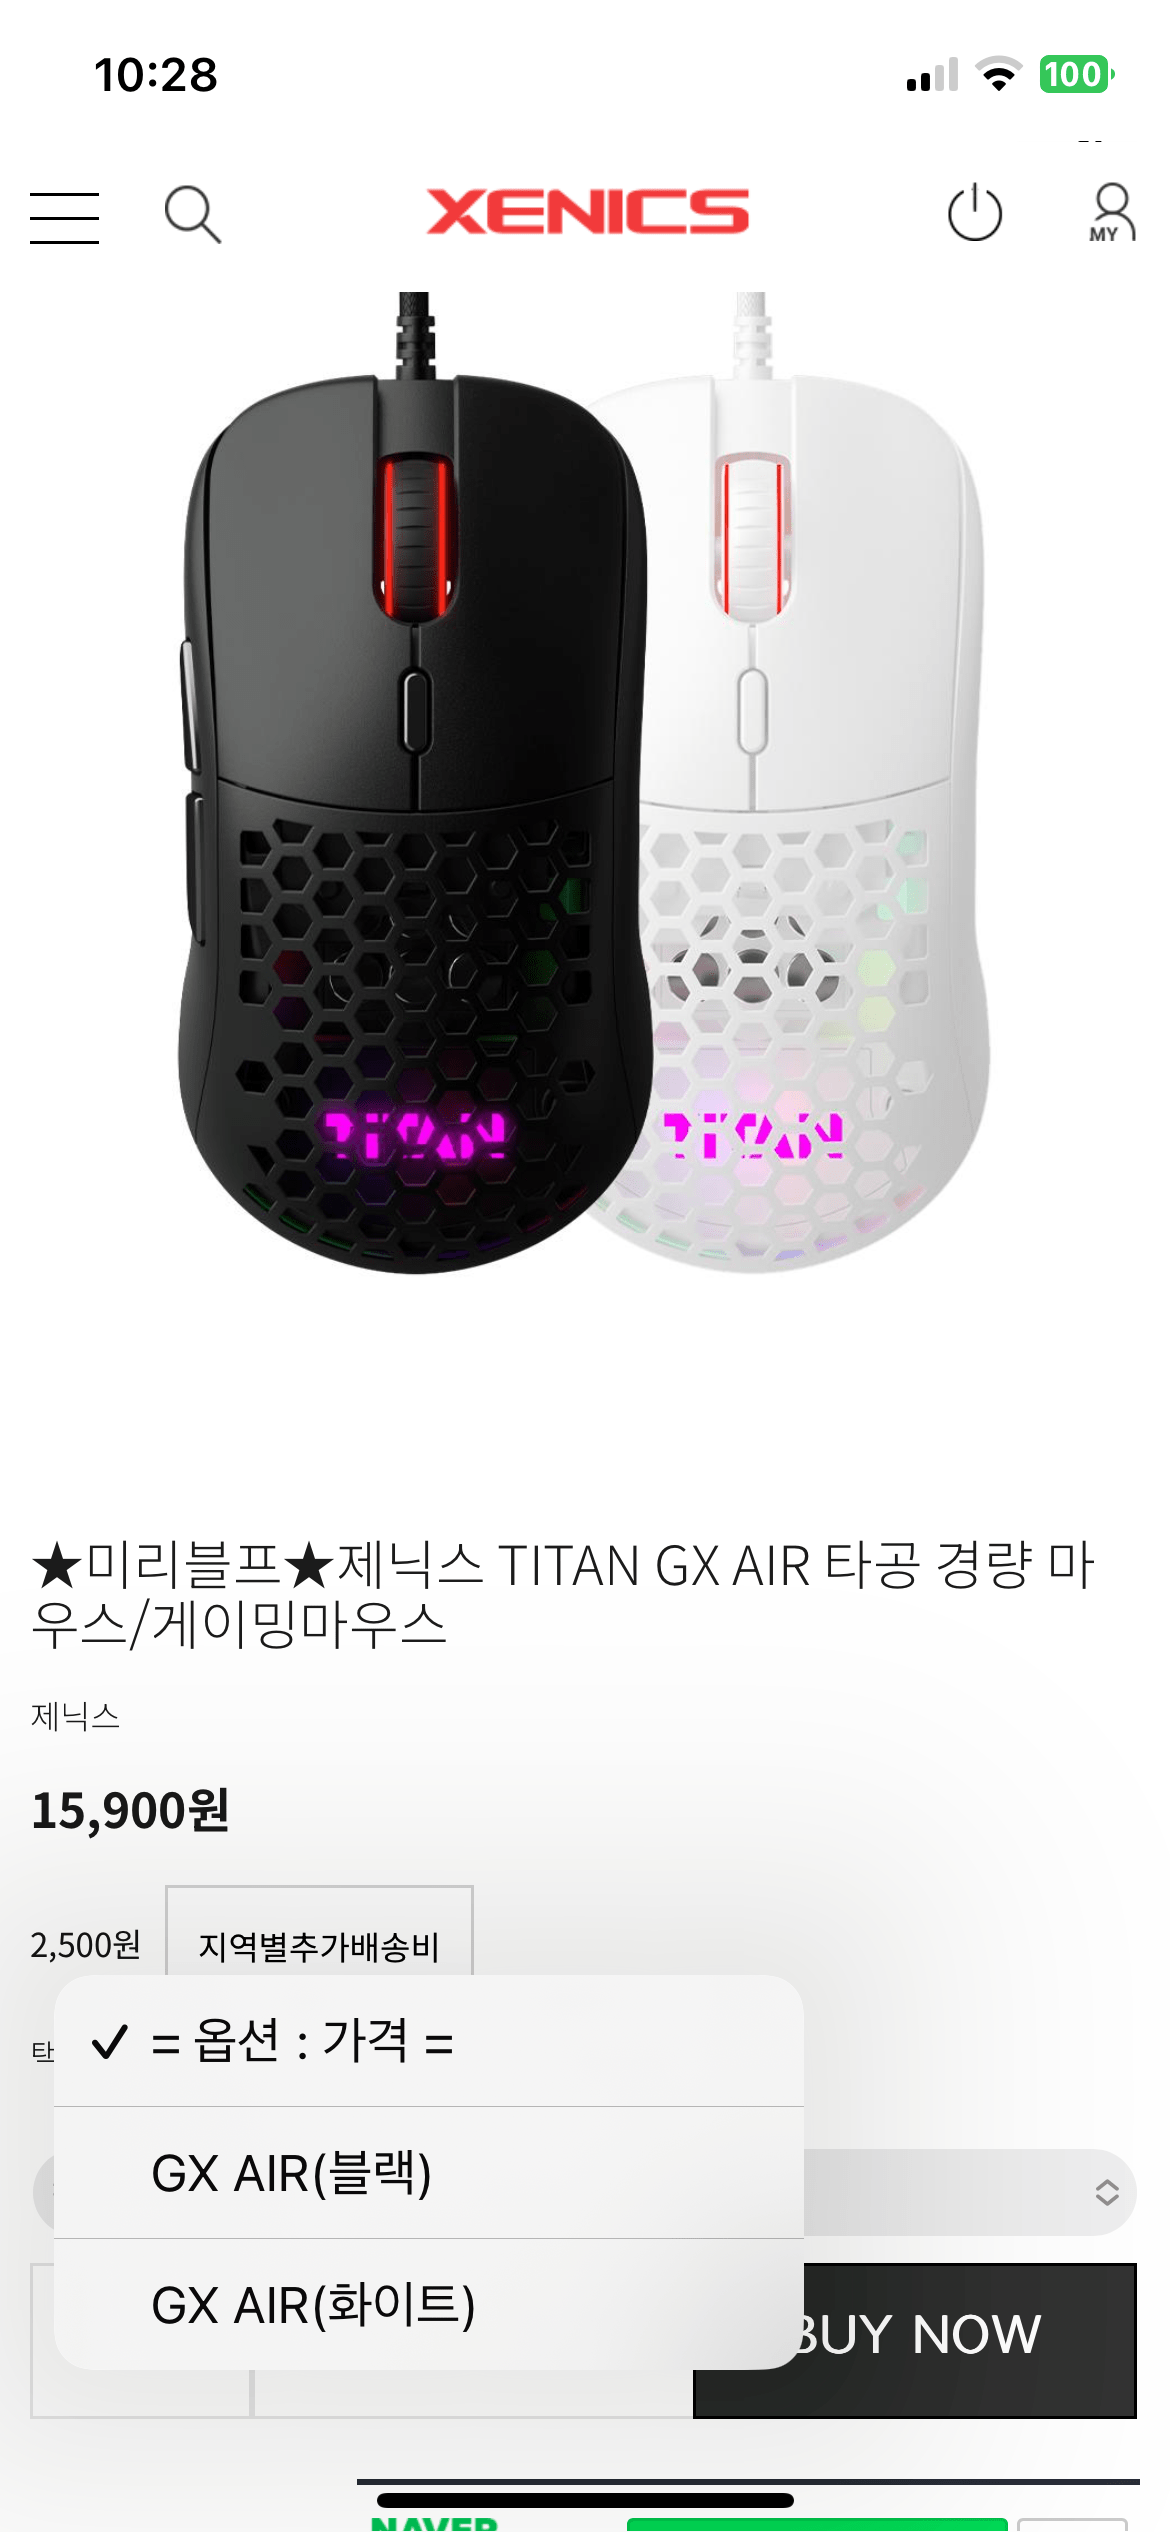 10:28
100
XENICS
MY
TITAN
TITAN
★미리블프★제닉스 TITAN GX AIR 타공 경량 마
우스/게이밍마우스
제닉스
15,900원
2,500원
지역별추가배송비
= 옵션 : 가격 =
GX AIR(블랙)
GX AIR(화이트)
BUY NOW
NAVER